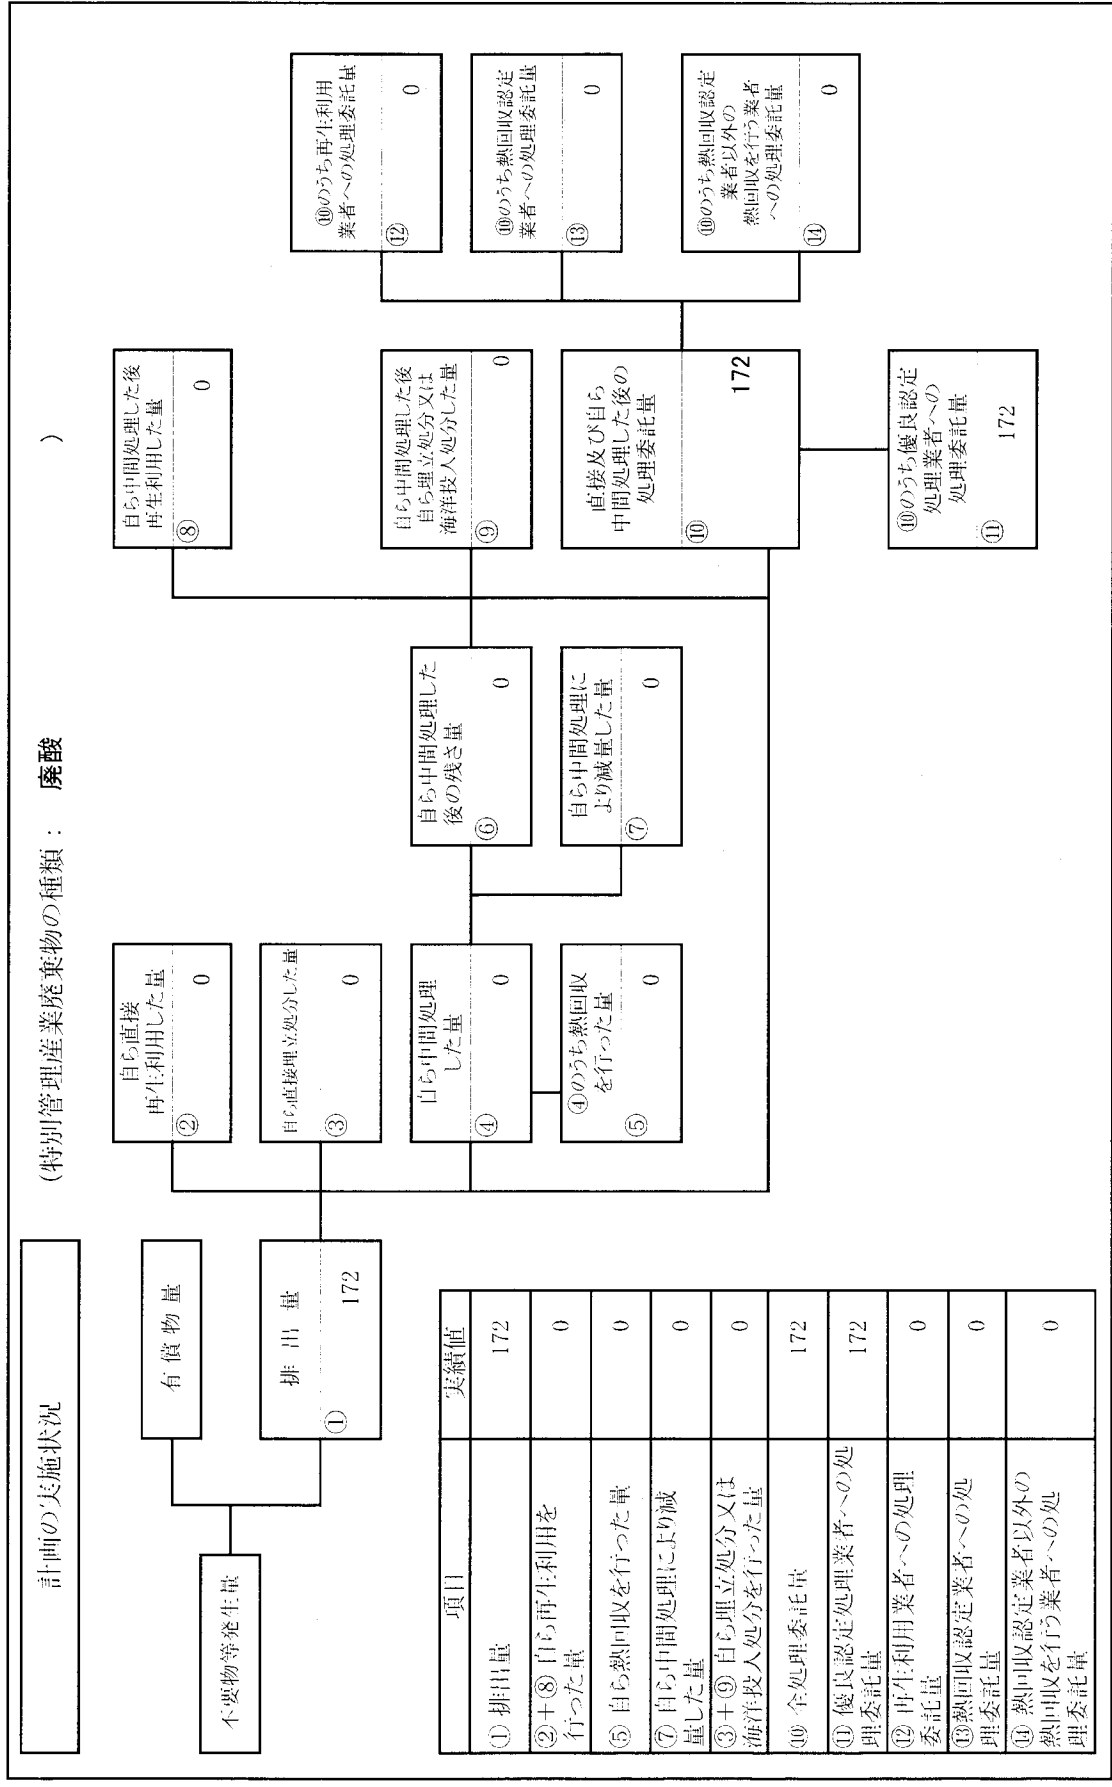 計画の実施状況
(特別管理産業廃棄物の種類： 廃酸 )
不要物等発生量
有償物量
排出量
① 172
自ら直接
再生利用した量
② 0
自ら直接埋立処分した量
③ 0
自ら中間処理
した量
④ 0
④のうち熱回収
を行った量
⑤ 0
自ら中間処理した
後の残さ量
⑥ 0
自ら中間処理に
より減量した量
⑦ 0
自ら中間処理した後
再生利用した量
⑧ 0
自ら中間処理した後
自ら埋立処分又は
海洋投入処分した量
⑨ 0
直接及び自ら
中間処理した後の
処理委託量
⑩ 172
⑩のうち優良認定
処理業者への
処理委託量
⑪ 172
⑩のうち再生利用
業者への処理委託量
⑫ 0
⑩のうち熱回収認定
業者への処理委託量
⑬ 0
⑩のうち熱回収認定
業者以外の
熱回収を行う業者
への処理委託量
⑭ 0
項目 実績値
① 排出量 172
②＋⑧ 自ら再生利用を
行った量 0
⑤ 自ら熱回収を行った量 0
⑦ 自ら中間処理により減
量した量 0
③＋⑨ 自ら埋立処分又は
海洋投入処分を行った量 0
⑩ 全処理委託量 172
⑪ 優良認定処理業者への処
理委託量 172
⑫ 再生利用業者への処理
委託量 0
⑬熱回収認定業者への処
理委託量 0
⑭ 熱回収認定業者以外の
熱回収を行う業者への処
理委託量 0